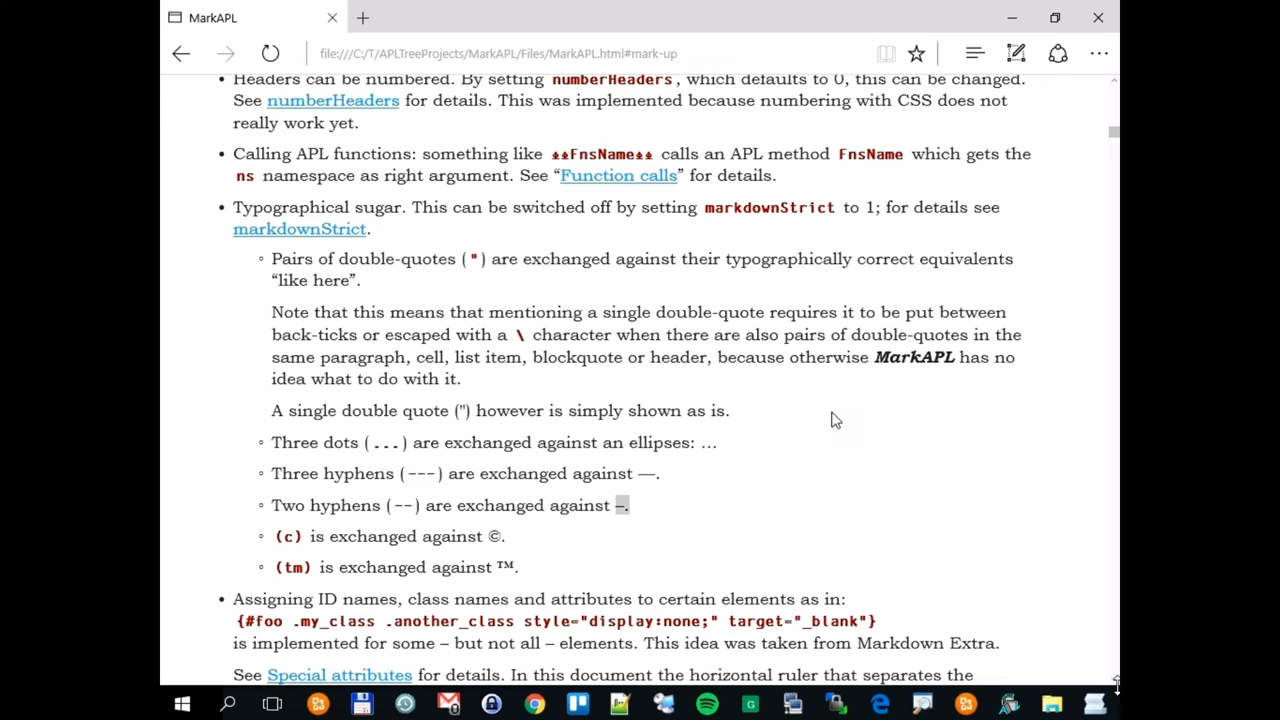 MarkAPL
file:///C:/T/APLTreeProjects/MarkAPL/Files/MarkAPL.html#mark-up
• Headers can be numbered. By setting numberHeaders, which defaults to 0, this can be changed.
See numberHeaders for details. This was implemented because numbering with CSS does not
really work yet.
• Calling APL functions: something like ⍎⍎FnsName⍎⍎ calls an APL method FnsName which gets the
ns namespace as right argument. See “Function calls” for details.
• Typographical sugar. This can be switched off by setting markdownStrict to 1; for details see
markdownStrict.
◦ Pairs of double-quotes (") are exchanged against their typographically correct equivalents
“like here”.
Note that this means that mentioning a single double-quote requires it to be put between
back-ticks or escaped with a \ character when there are also pairs of double-quotes in the
same paragraph, cell, list item, blockquote or header, because otherwise MarkAPL has no
idea what to do with it.
A single double quote (") however is simply shown as is.
◦ Three dots (...) are exchanged against an ellipses: …
◦ Three hyphens (---) are exchanged against —.
◦ Two hyphens (--) are exchanged against –.
◦ (c) is exchanged against ©.
◦ (tm) is exchanged against ™.
• Assigning ID names, class names and attributes to certain elements as in:
{#foo .my_class .another_class style="display:none;" target="_blank"}
is implemented for some – but not all – elements. This idea was taken from Markdown Extra.
See Special attributes for details. In this document the horizontal ruler that separates the